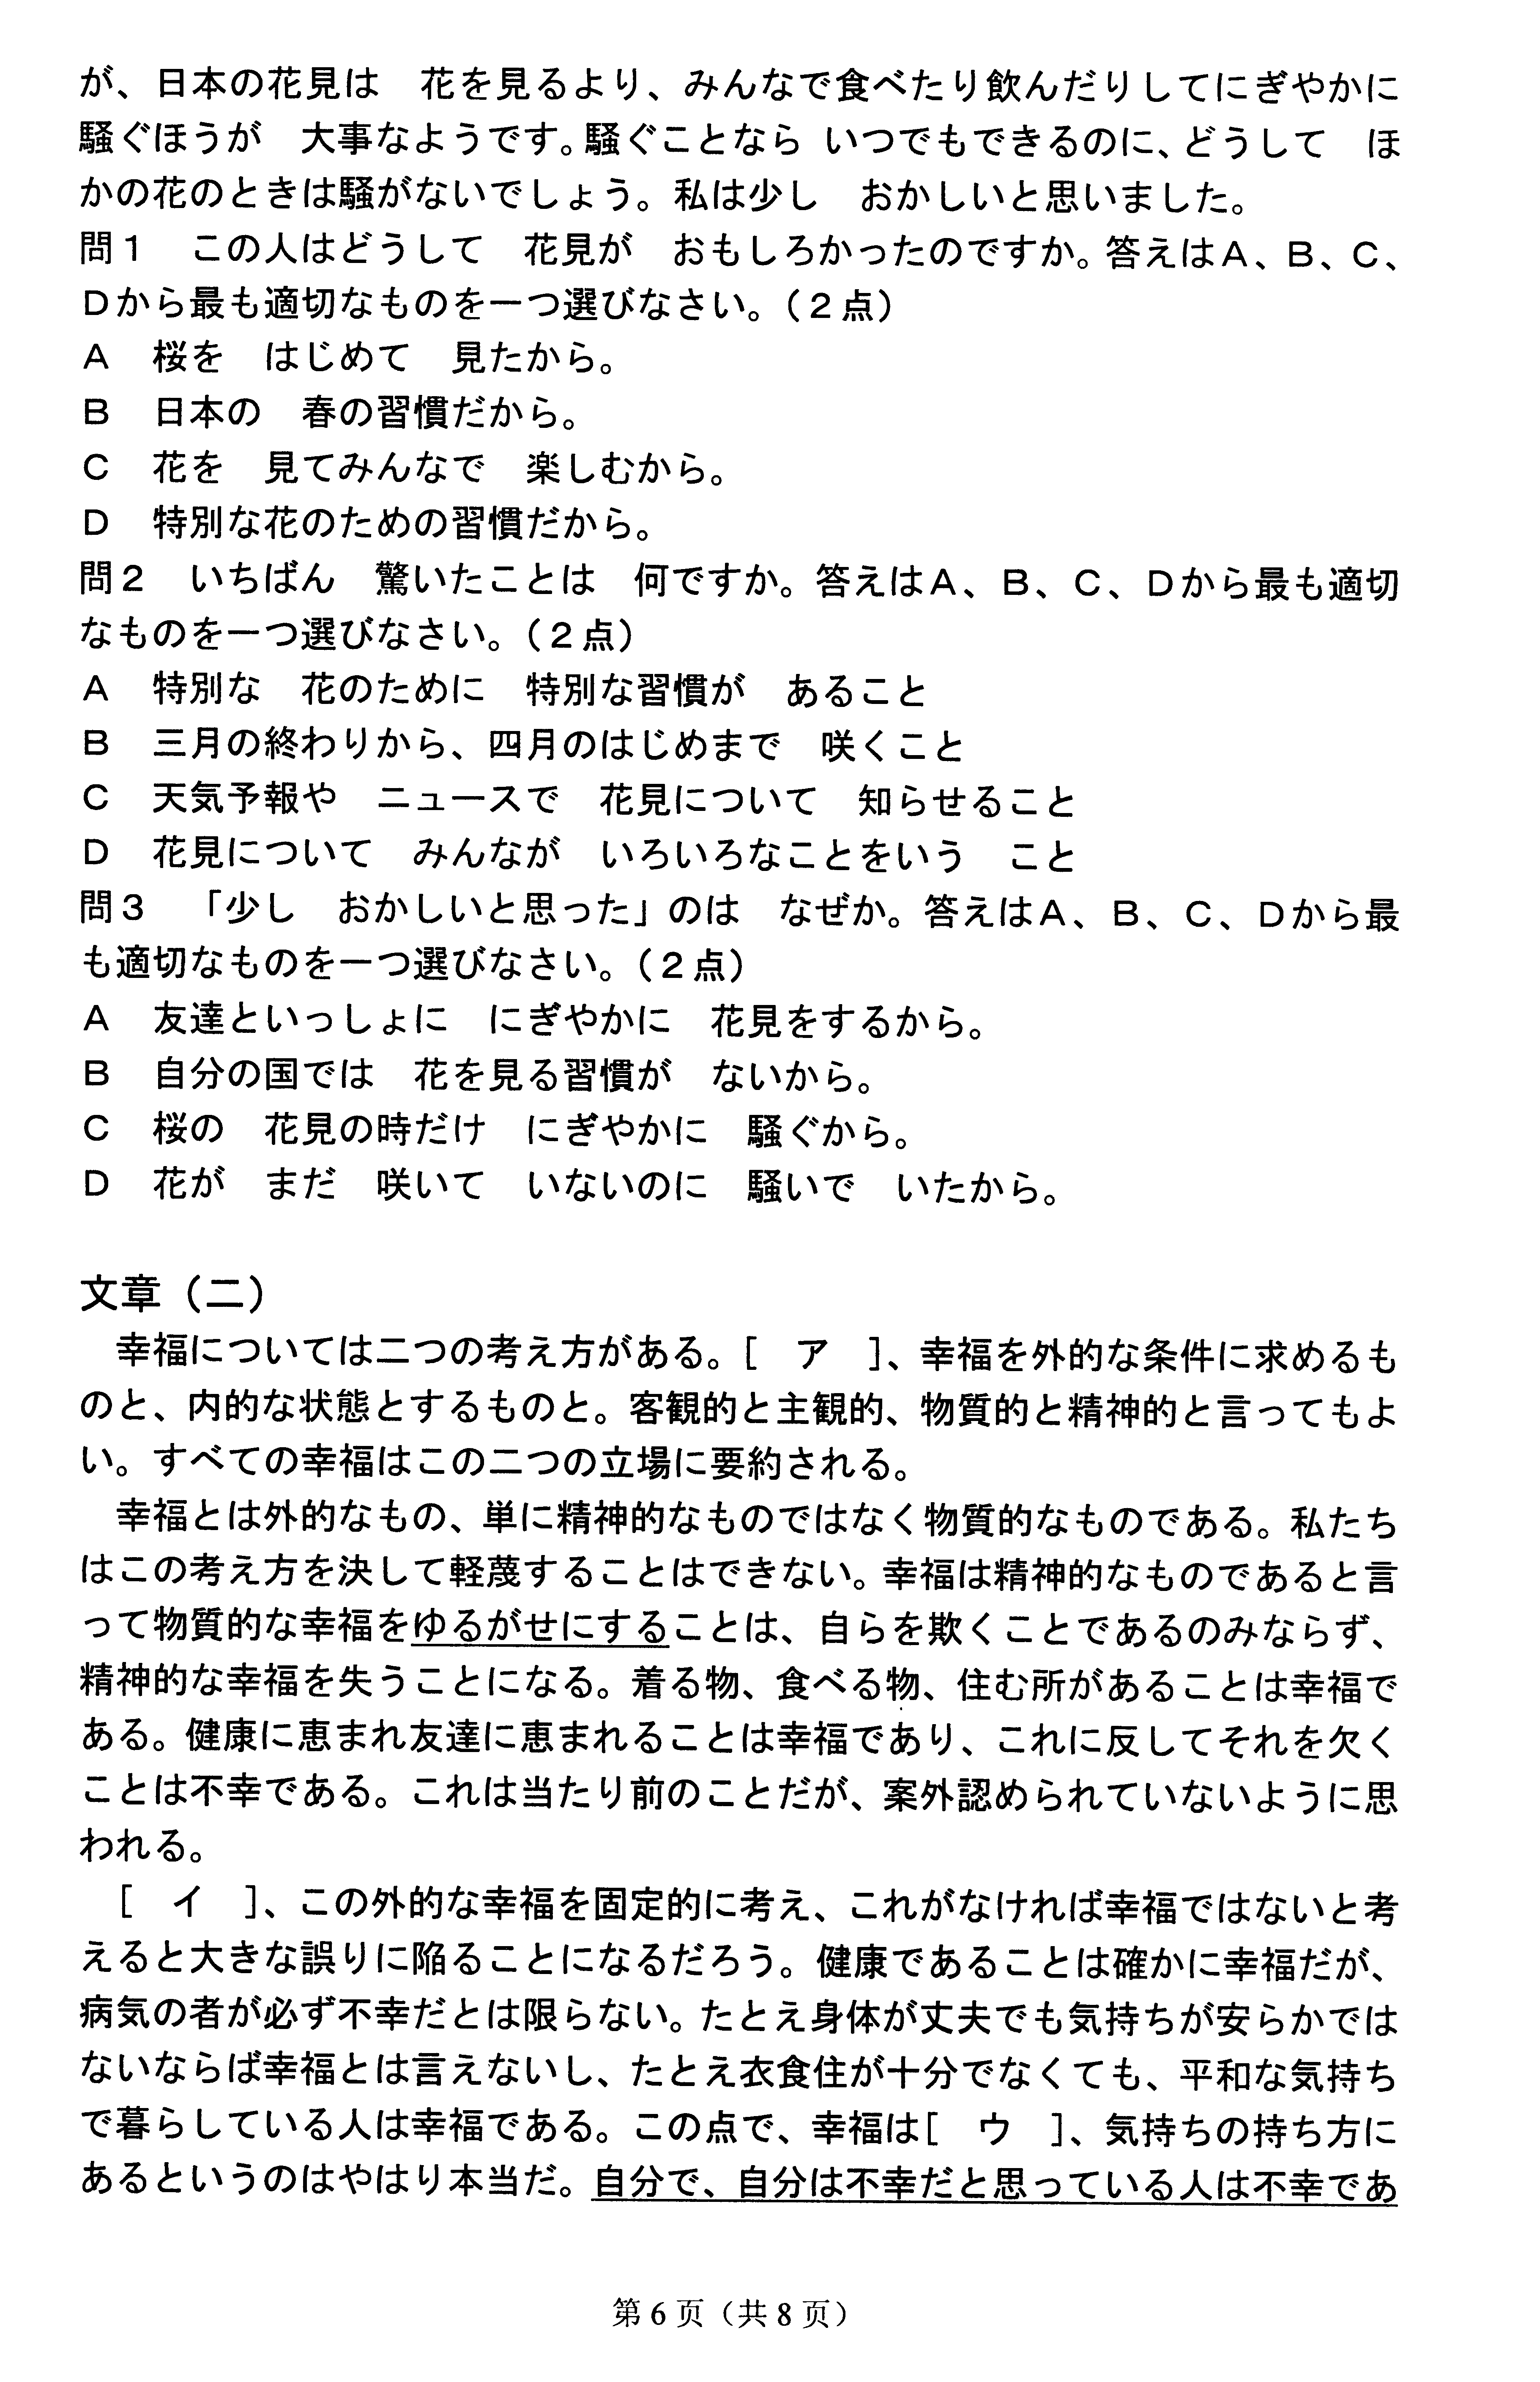 が、日本の花見は　花を見るより、みんなで食べたり飲んだりしてにぎやかに
騒ぐほうが　大事なようです。騒ぐことなら いつでもできるのに、どうして　ほ
かの花のときは騒がないでしょう。私は少し　おかしいと思いました。
問１　この人はどうして　花見が　おもしろかったのですか。答えはＡ、Ｂ、Ｃ、
Ｄから最も適切なものを一つ選びなさい。（２点）
Ａ　桜を　はじめて　見たから。
Ｂ　日本の　春の習慣だから。
Ｃ　花を　見てみんなで　楽しむから。
Ｄ　特別な花のための習慣だから。
問２　いちばん　驚いたことは　何ですか。答えはＡ、Ｂ、Ｃ、Ｄから最も適切
なものを一つ選びなさい。（２点）
Ａ　特別な　花のために　特別な習慣が　あること
Ｂ　三月の終わりから、四月のはじめまで　咲くこと
Ｃ　天気予報や　ニュースで　花見について　知らせること
Ｄ　花見について　みんなが　いろいろなことをいう　こと
問３　「少し　おかしいと思った」のは　なぜか。答えはＡ、Ｂ、Ｃ、Ｄから最
も適切なものを一つ選びなさい。（２点）
Ａ　友達といっしょに　にぎやかに　花見をするから。
Ｂ　自分の国では　花を見る習慣が　ないから。
Ｃ　桜の　花見の時だけ　にぎやかに　騒ぐから。
Ｄ　花が　まだ　咲いて　いないのに　騒いで　いたから。
文章（二）
　幸福については二つの考え方がある。［　ア　］、幸福を外的な条件に求めるも
のと、内的な状態とするものと。客観的と主観的、物質的と精神的と言ってもよ
い。すべての幸福はこの二つの立場に要約される。
　幸福とは外的なもの、単に精神的なものではなく物質的なものである。私たち
はこの考え方を決して軽蔑することはできない。幸福は精神的なものであると言
って物質的な幸福をゆるがせにすることは、自らを欺くことであるのみならず、
精神的な幸福を失うことになる。着る物、食べる物、住む所があることは幸福で
ある。健康に恵まれ友達に恵まれることは幸福であり、これに反してそれを欠く
ことは不幸である。これは当たり前のことだが、案外認められていないように思
われる。
　［　イ　］、この外的な幸福を固定的に考え、これがなければ幸福ではないと考
えると大きな誤りに陥ることになるだろう。健康であることは確かに幸福だが、
病気の者が必ず不幸だとは限らない。たとえ身体が丈夫でも気持ちが安らかでは
ないならば幸福とは言えないし、たとえ衣食住が十分でなくても、平和な気持ち
で暮らしている人は幸福である。この点で、幸福は［　ウ　］、気持ちの持ち方に
あるというのはやはり本当だ。自分で、自分は不幸だと思っている人は不幸であ
第 6 页（共 8 页）